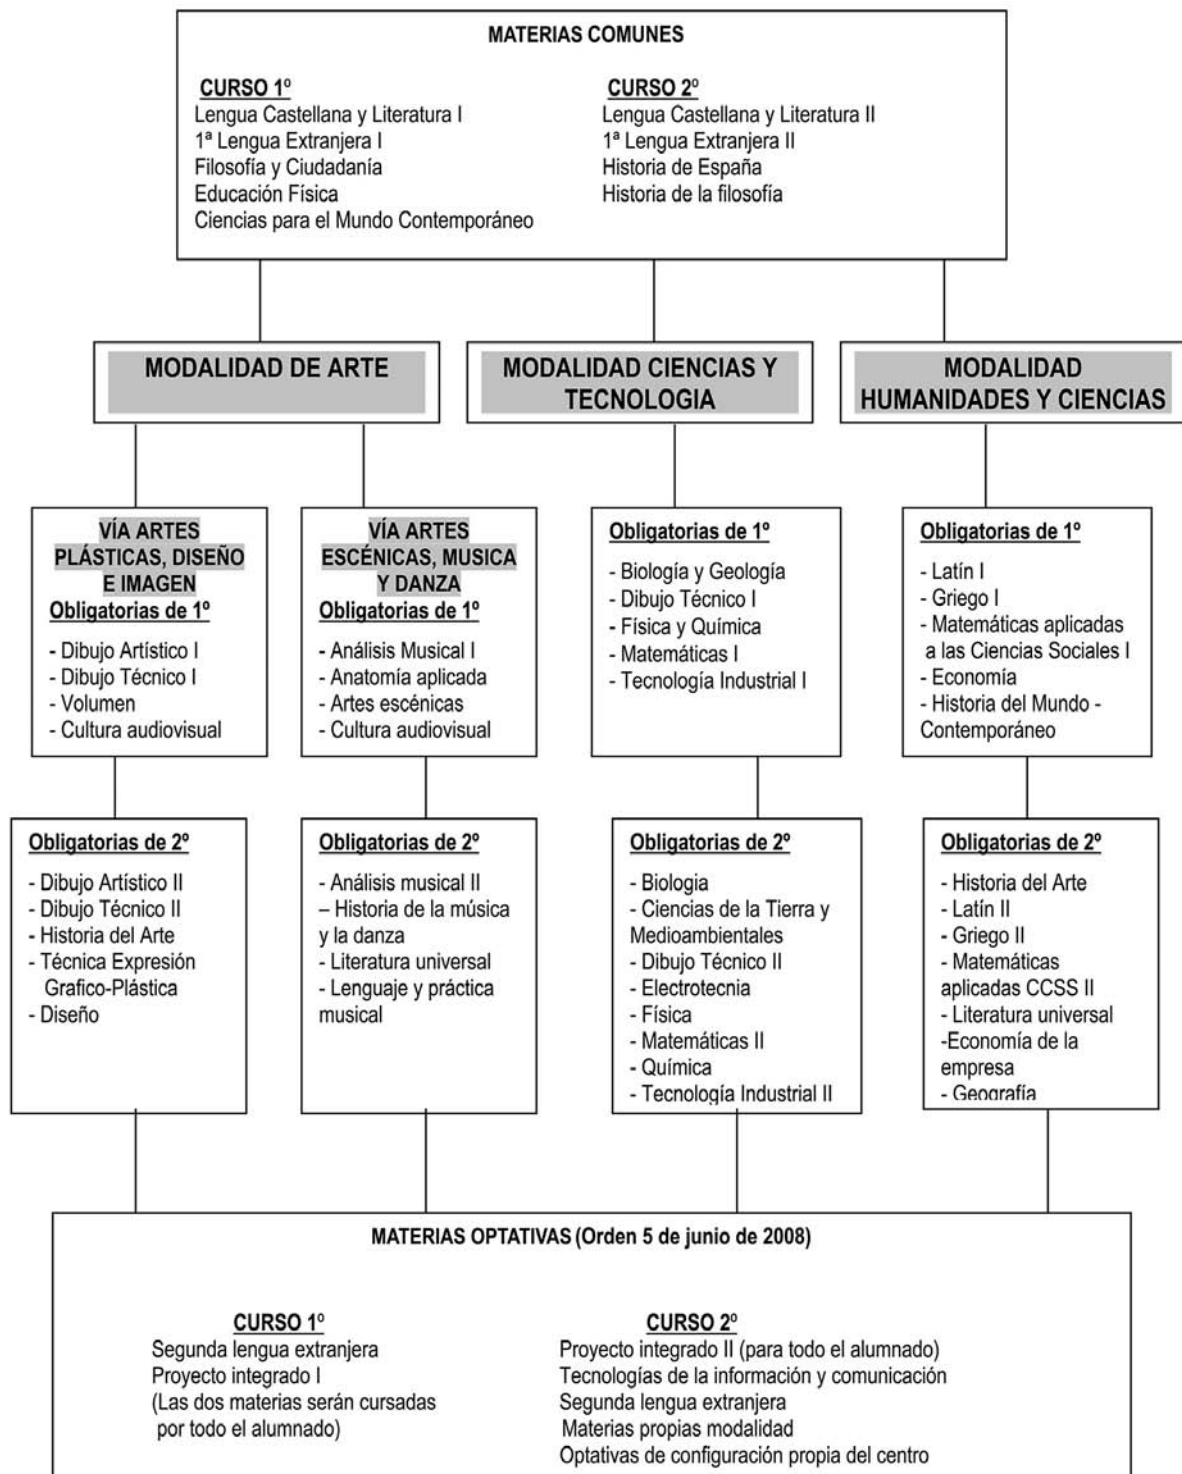 MATERIAS COMUNES
CURSO 1º
Lengua Castellana y Literatura I
1ª Lengua Extranjera I
Filosofía y Ciudadanía
Educación Física
Ciencias para el Mundo Contemporáneo
CURSO 2º
Lengua Castellana y Literatura II
1ª Lengua Extranjera II
Historia de España
Historia de la filosofía
MODALIDAD DE ARTE
MODALIDAD CIENCIAS Y
TECNOLOGIA
MODALIDAD
HUMANIDADES Y CIENCIAS
VÍA ARTES
PLÁSTICAS, DISEÑO
E IMAGEN
Obligatorias de 1º
- Dibujo Artístico I
- Dibujo Técnico I
- Volumen
- Cultura audiovisual
VÍA ARTES
ESCÉNICAS, MUSICA
Y DANZA
Obligatorias de 1º
- Análisis Musical I
- Anatomía aplicada
- Artes escénicas
- Cultura audiovisual
Obligatorias de 1º
- Biología y Geología
- Dibujo Técnico I
- Física y Química
- Matemáticas I
- Tecnología Industrial I
Obligatorias de 1º
- Latín I
- Griego I
- Matemáticas aplicadas
a las Ciencias Sociales I
- Economía
- Historia del Mundo -
Contemporáneo
Obligatorias de 2º
- Dibujo Artístico II
- Dibujo Técnico II
- Historia del Arte
- Técnica Expresión
Grafico-Plástica
- Diseño
Obligatorias de 2º
- Análisis musical II
– Historia de la música
y la danza
- Literatura universal
- Lenguaje y práctica
musical
Obligatorias de 2º
- Biologia
- Ciencias de la Tierra y
Medioambientales
- Dibujo Técnico II
- Electrotecnia
- Física
- Matemáticas II
- Química
- Tecnología Industrial II
Obligatorias de 2º
- Historia del Arte
- Latín II
- Griego II
- Matemáticas
aplicadas CCSS II
- Literatura universal
-Economía de la
empresa
- Geografía
MATERIAS OPTATIVAS (Orden 5 de junio de 2008)
CURSO 1º
Segunda lengua extranjera
Proyecto integrado I
(Las dos materias serán cursadas
por todo el alumnado)
CURSO 2º
Proyecto integrado II (para todo el alumnado)
Tecnologías de la información y comunicación
Segunda lengua extranjera
Materias propias modalidad
Optativas de configuración propia del centro